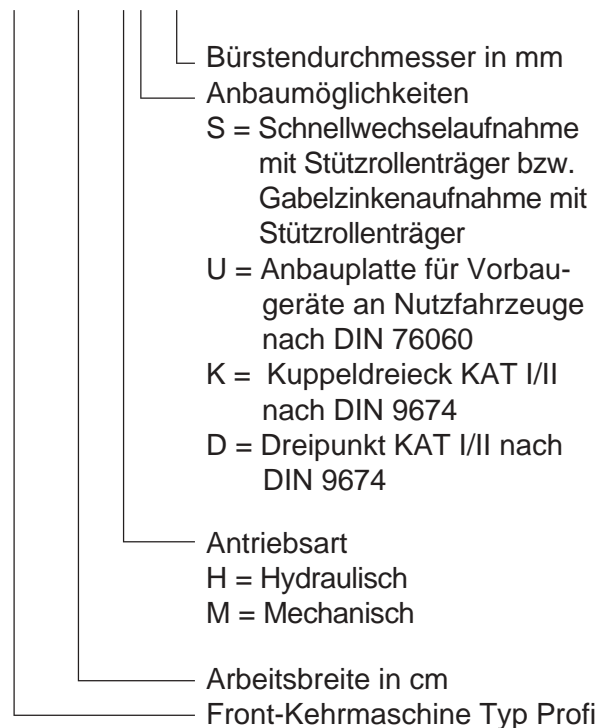 Bürstendurchmesser in mm
Anbaumöglichkeiten
S = Schnellwechselaufnahme
mit Stützrollenträger bzw.
Gabelzinkenaufnahme mit
Stützrollenträger
U = Anbauplatte für Vorbau-
geräte an Nutzfahrzeuge
nach DIN 76060
K = Kuppeldreieck KAT I/II
nach DIN 9674
D = Dreipunkt KAT I/II nach
DIN 9674
Antriebsart
H = Hydraulisch
M = Mechanisch
Arbeitsbreite in cm
Front-Kehrmaschine Typ Profi